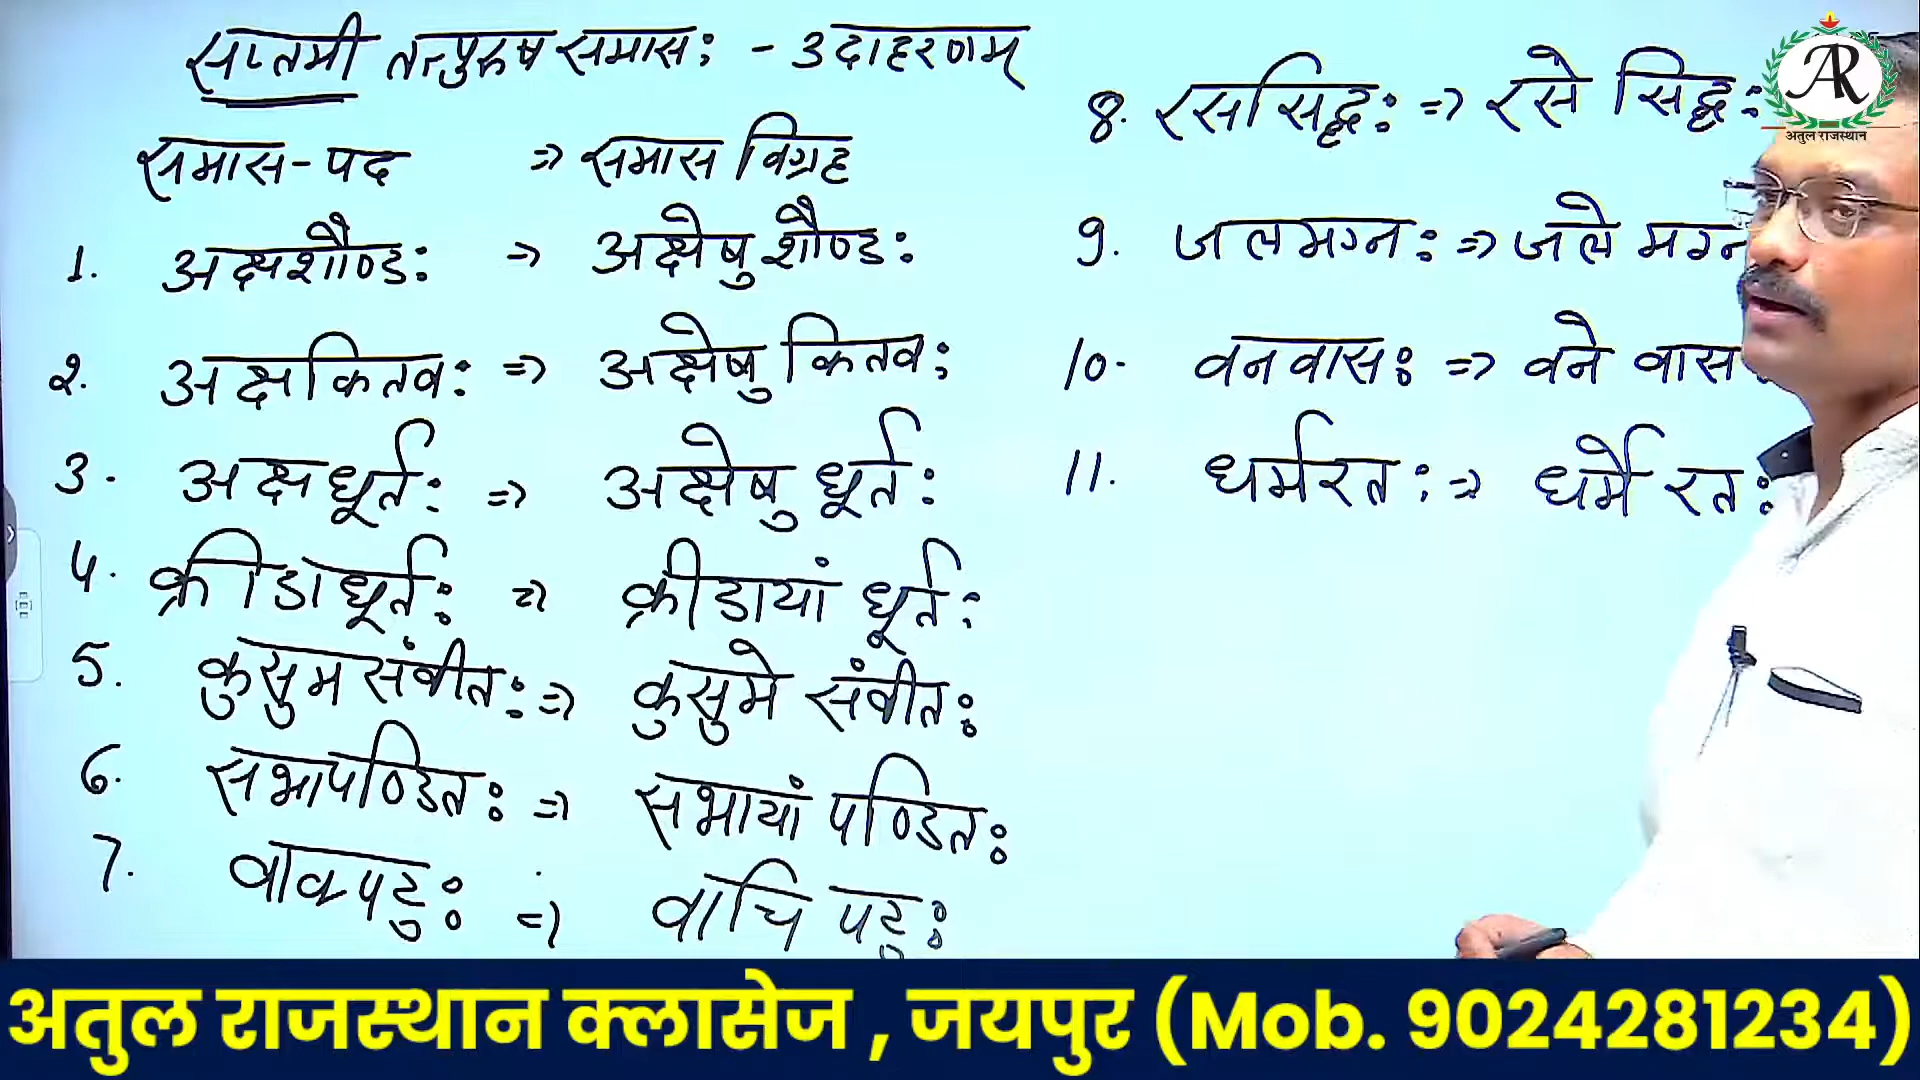 सप्तमी तत्पुरुष समासः - उदाहरणम्
समास-पद => समास विग्रह
1. अक्षशौण्डः => अक्षेषु शौण्डः
२. अक्षकितवः => अक्षेषु कितवः
3. अक्षधूर्तः => अक्षेषु धूर्तः
4. क्रीडाधूर्तः => क्रीडायां धूर्तः
5. कुसुमसंवीतः => कुसुमे संवीतः
6. सभापण्डितः => सभायां पण्डितः
7. वाक्पटुः => वाचि पटुः
8. रससिद्धः => रसे सिद्धः
9. जलमग्नः => जले मग्न
10. वनवासः => वने वास
11. धर्मरतः => धर्मे रतः
AR
अतुल राजस्थान
अतुल राजस्थान क्लासेज , जयपुर (Mob. 9024281234)